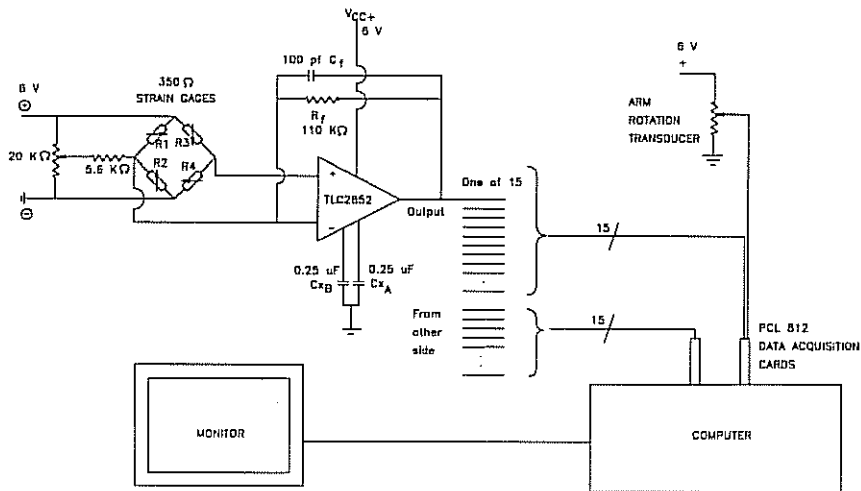 VCC+
6 V
100 pf Cf
350 Ω
STRAIN GAGES
6 V
+
6 V
⊕
Rf
110 KΩ
ARM
ROTATION
TRANSDUCER
R1
R3
20 KΩ
5.6 KΩ
R2
R4
+
TLC2652
−
One of 15
Output
15
0.25 uF
CxB
0.25 uF
CxA
⊖
From
other
side
15
PCL 812
DATA ACQUISITION
CARDS
MONITOR
COMPUTER